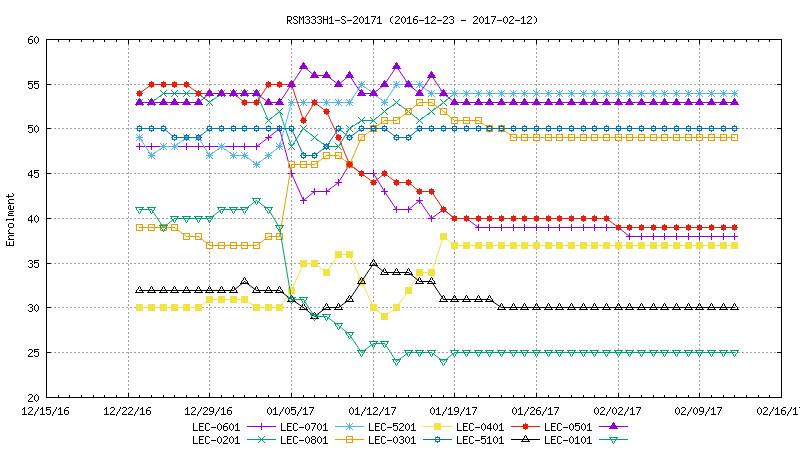 RSM333H1-S-20171 (2016-12-23 - 2017-02-12)
60
55
50
45
40
35
30
25
20
Enrolment
12/15/16 12/22/16 12/29/16 01/05/17 01/12/17 01/19/17 01/26/17 02/02/17 02/09/17 02/16/17
LEC-0601 LEC-0701 LEC-5201 LEC-0401 LEC-0501
LEC-0201 LEC-0801 LEC-0301 LEC-5101 LEC-0101